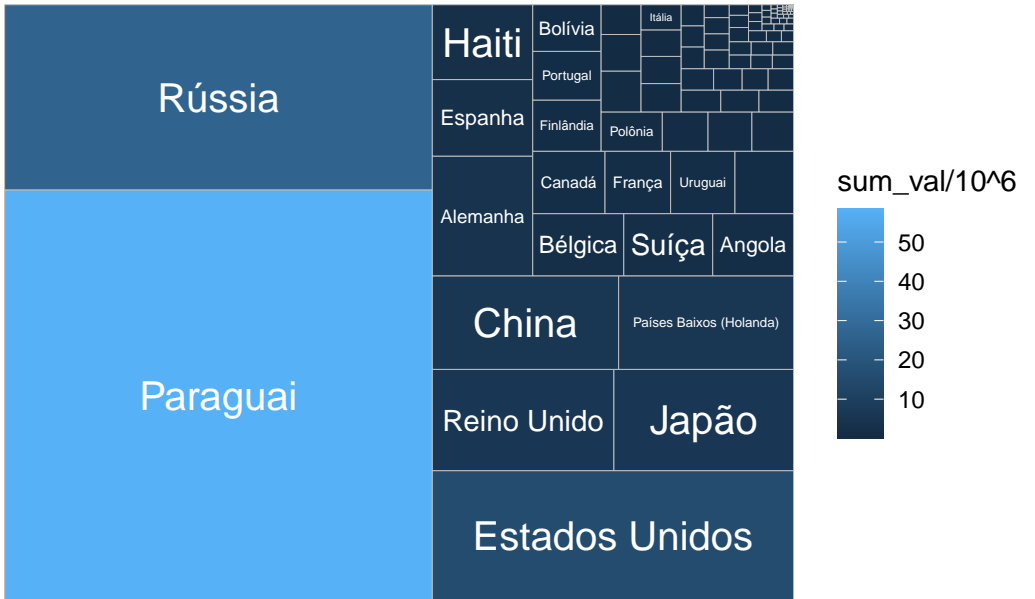 Rússia
Paraguai
Haiti
Espanha
Alemanha
Bolívia
Portugal
Finlândia
Itália
Polônia
Canadá
França
Uruguai
Bélgica
Suíça
Angola
China
Países Baixos (Holanda)
Reino Unido
Japão
Estados Unidos
sum_val/10^6
50
40
30
20
10